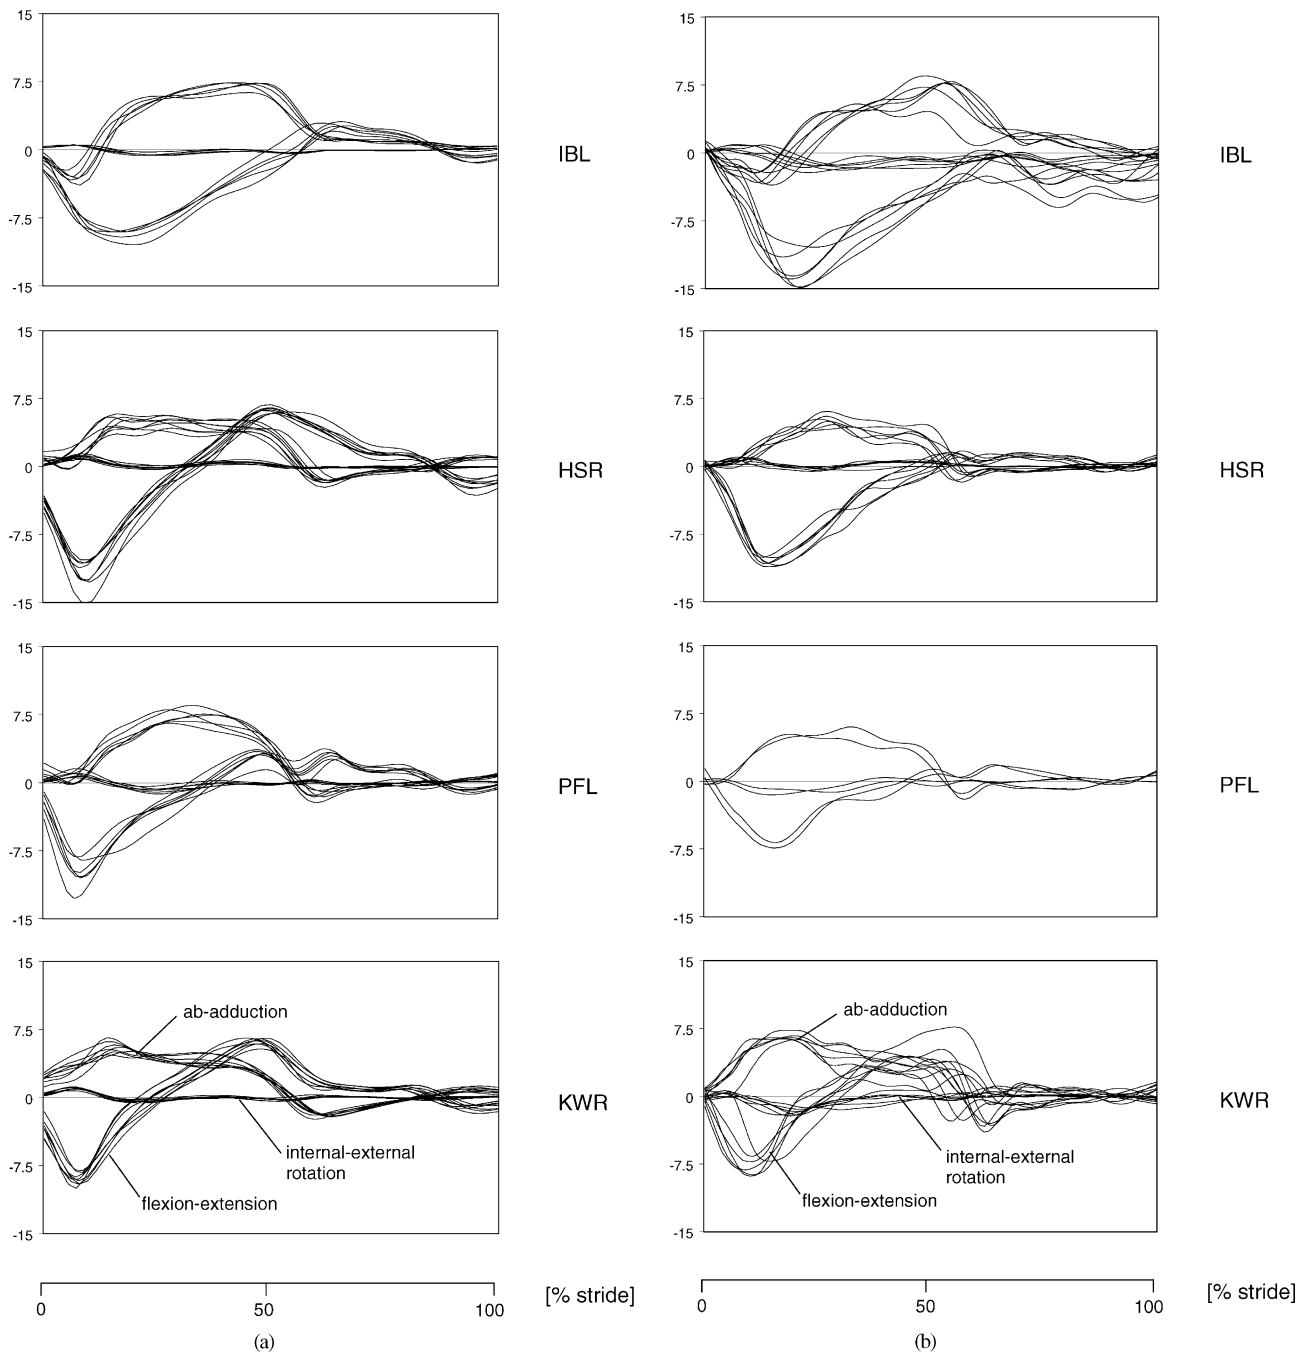 15
7.5
0
-7.5
-15
IBL
15
7.5
0
-7.5
-15
IBL
15
7.5
0
-7.5
-15
HSR
15
7.5
0
-7.5
-15
HSR
15
7.5
0
-7.5
-15
PFL
15
7.5
0
-7.5
-15
PFL
15
7.5
0
-7.5
-15
ab-adduction
internal-external
rotation
flexion-extension
KWR
15
7.5
0
-7.5
-15
ab-adduction
internal-external
rotation
flexion-extension
KWR
0 50 100 [% stride]
0 50 100 [% stride]
(a)
(b)